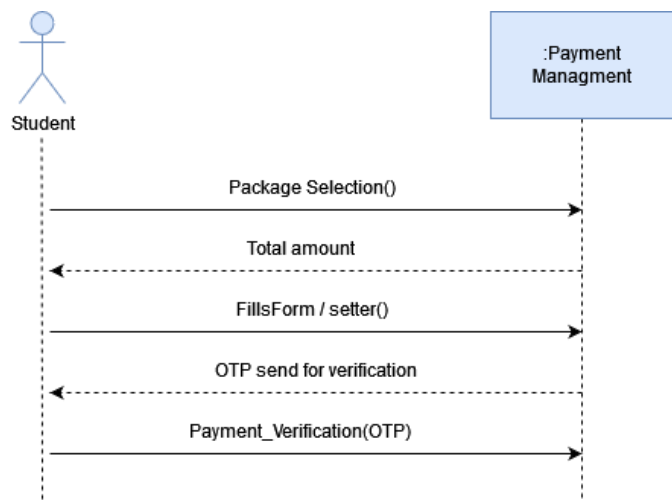 :Payment
Managment
Student
Package Selection()
Total amount
FillsForm / setter()
OTP send for verification
Payment_Verification(OTP)